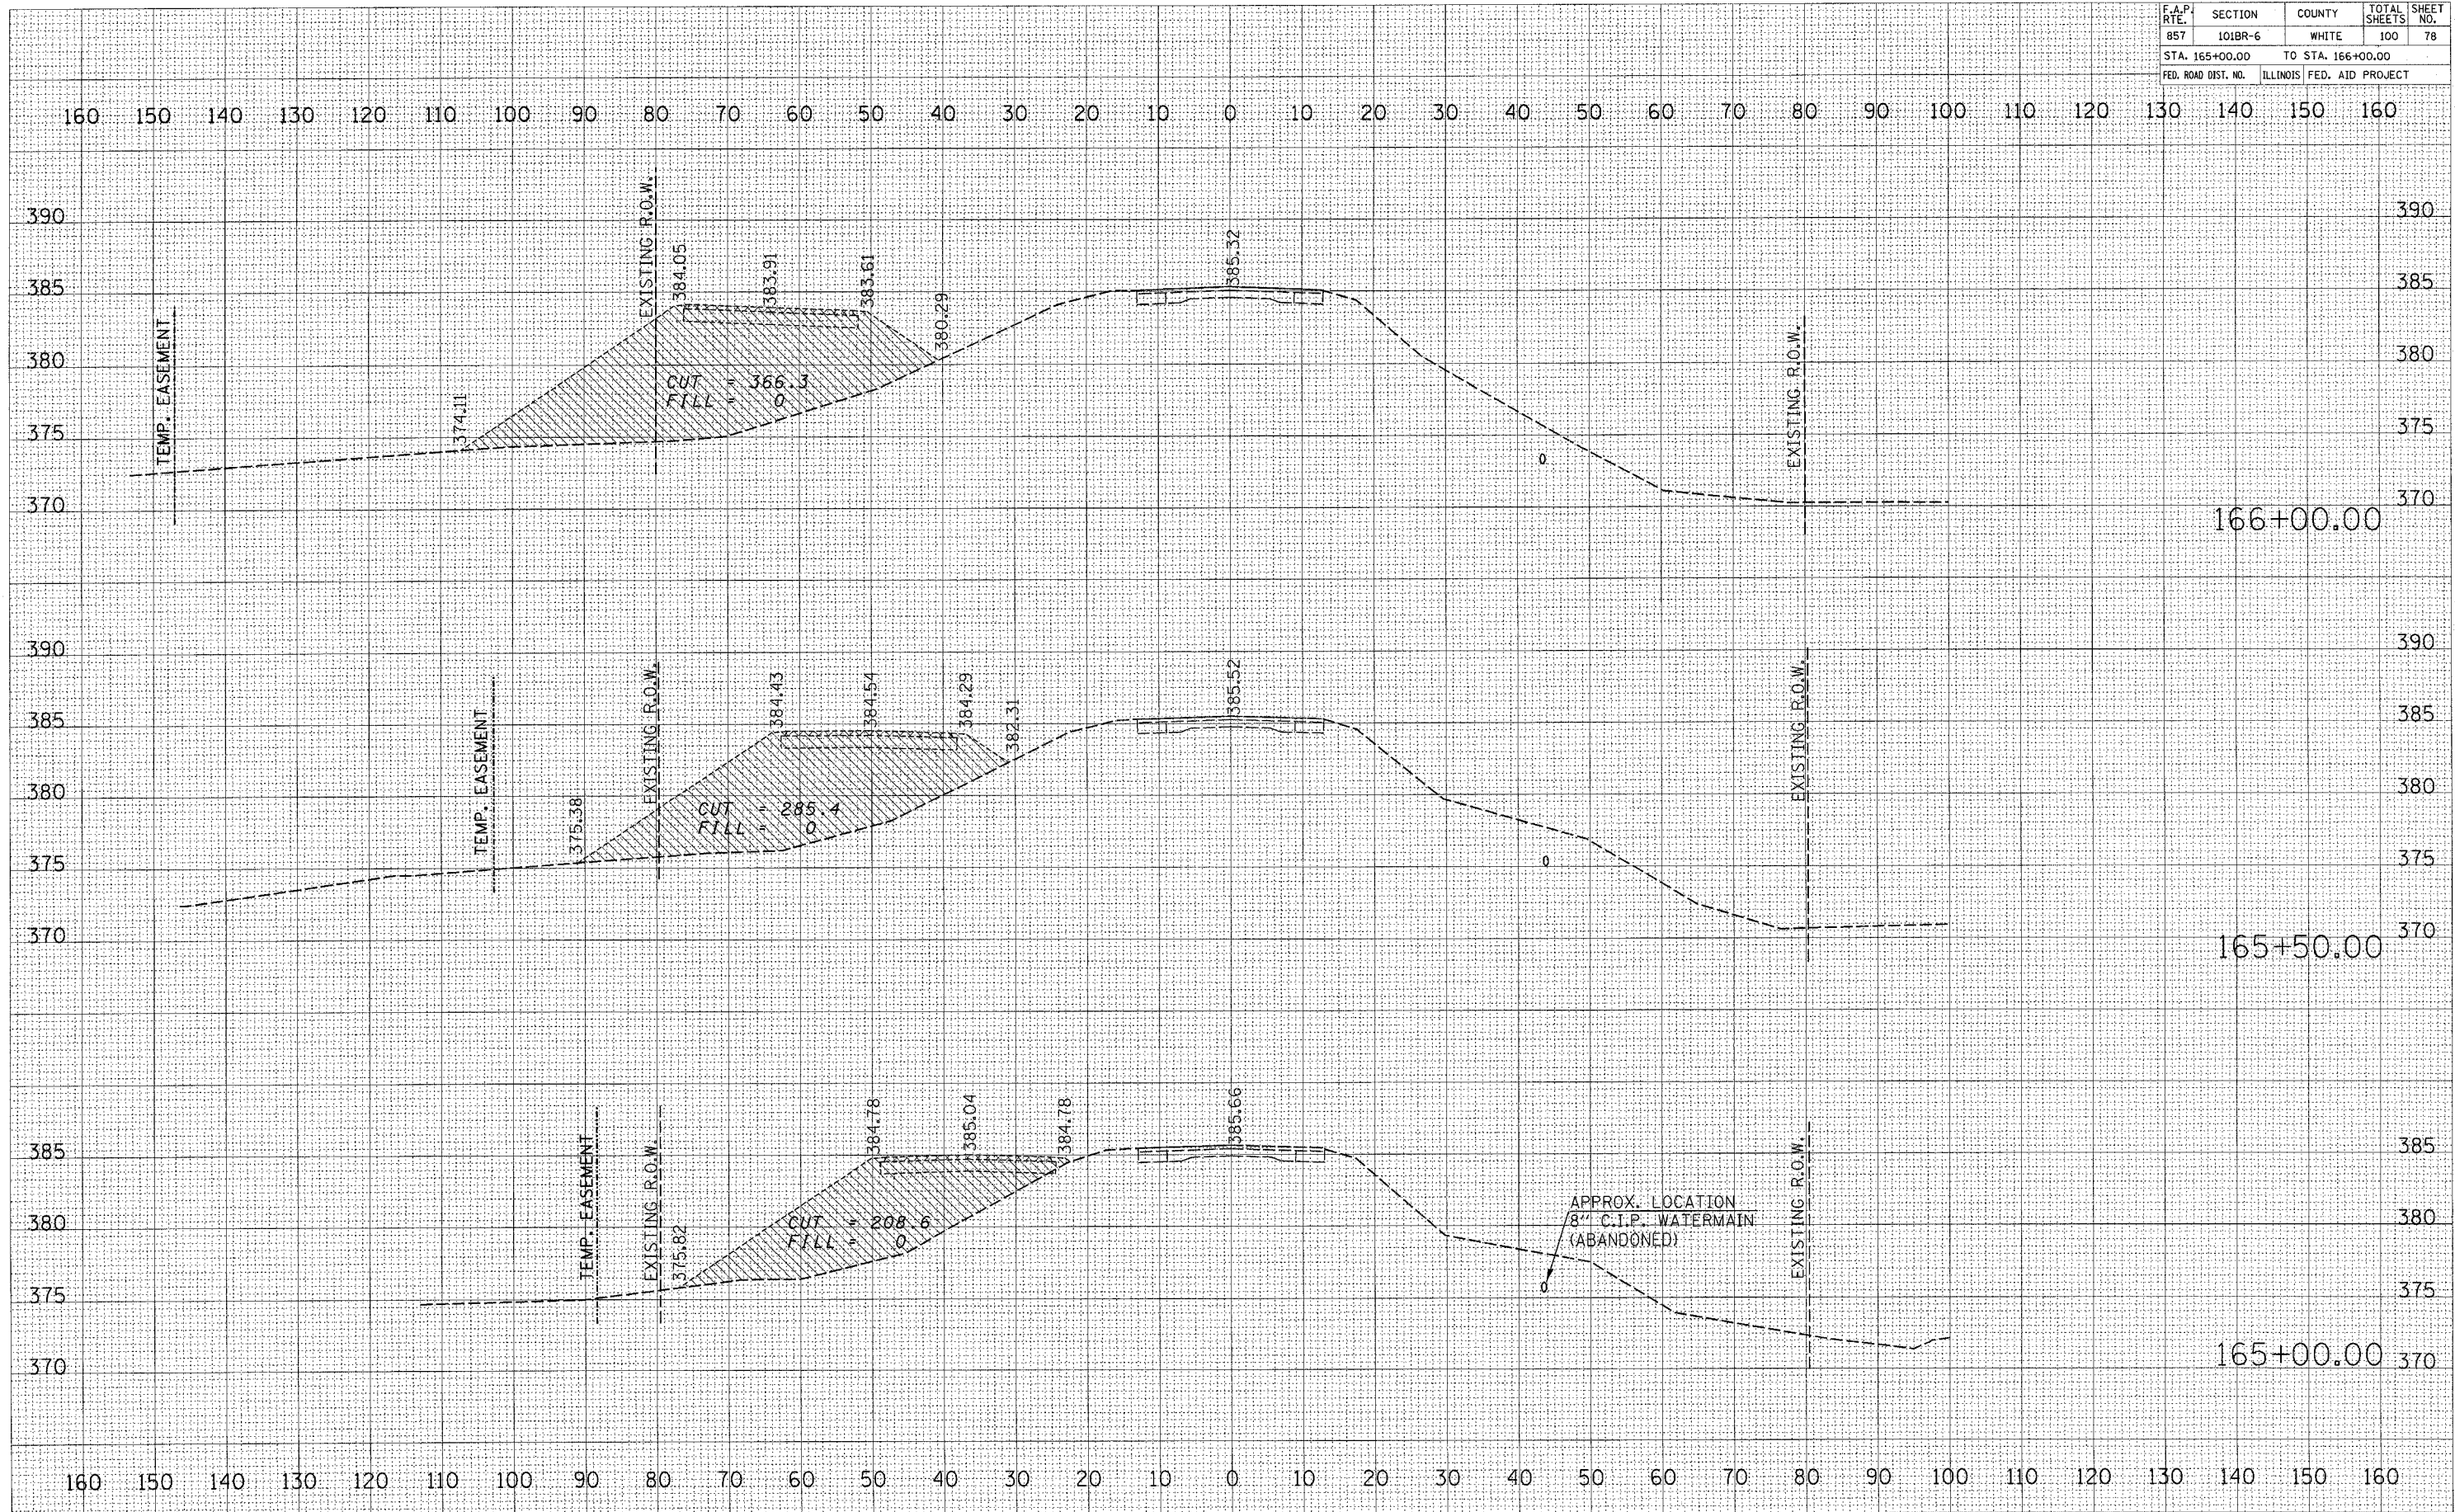 F.A.P. RTE. SECTION COUNTY TOTAL SHEETS SHEET NO.
857 101BR-6 WHITE 100 78
STA. 165+00.00 TO STA. 166+00.00
FED. ROAD DIST. NO. ILLINOIS FED. AID PROJECT
160 150 140 130 120 110 100 90 80 70 60 50 40 30 20 10 0 10 20 30 40 50 60 70 80 90 100 110 120 130 140 150 160
390 390
385 385
380 380
375 375
370 370
TEMP. EASEMENT
374.11
EXISTING R.O.W.
384.05
383.91
383.61
380.29
385.32
EXISTING R.O.W.
CUT = 366.3
FILL = 0
166+00.00
390 390
385 385
380 380
375 375
370 370
TEMP. EASEMENT
375.38
EXISTING R.O.W.
384.43
384.54
384.29
382.31
385.52
EXISTING R.O.W.
CUT = 285.4
FILL = 0
165+50.00
385 385
380 380
375 375
370 370
TEMP. EASEMENT
EXISTING R.O.W.
375.82
384.78
385.04
384.78
385.66
EXISTING R.O.W.
CUT = 208.6
FILL = 0
APPROX. LOCATION
8" C.I.P. WATERMAIN
(ABANDONED)
165+00.00
160 150 140 130 120 110 100 90 80 70 60 50 40 30 20 10 0 10 20 30 40 50 60 70 80 90 100 110 120 130 140 150 160